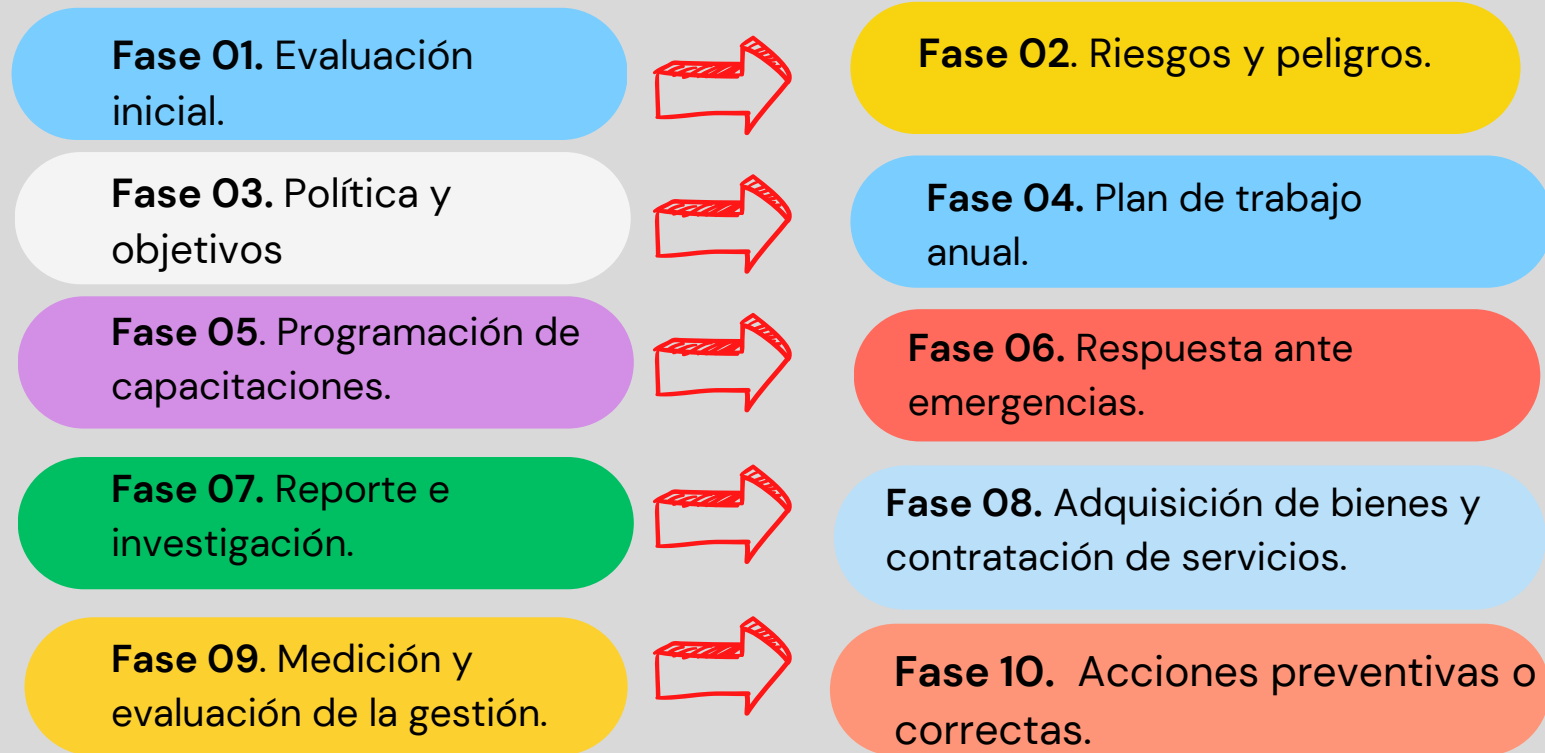 Fase 01. Evaluación
inicial.
Fase 02. Riesgos y peligros.
Fase 03. Política y
objetivos
Fase 04. Plan de trabajo
anual.
Fase 05. Programación de
capacitaciones.
Fase 06. Respuesta ante
emergencias.
Fase 07. Reporte e
investigación.
Fase 08. Adquisición de bienes y
contratación de servicios.
Fase 09. Medición y
evaluación de la gestión.
Fase 10. Acciones preventivas o
correctas.